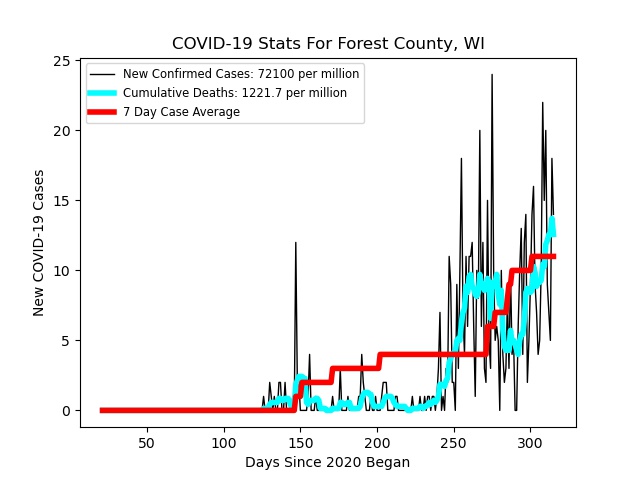 COVID-19 Stats For Forest County, WI
New Confirmed Cases: 72100 per million
Cumulative Deaths: 1221.7 per million
7 Day Case Average
25
20
15
10
5
0
New COVID-19 Cases
50 100 150 200 250 300
Days Since 2020 Began